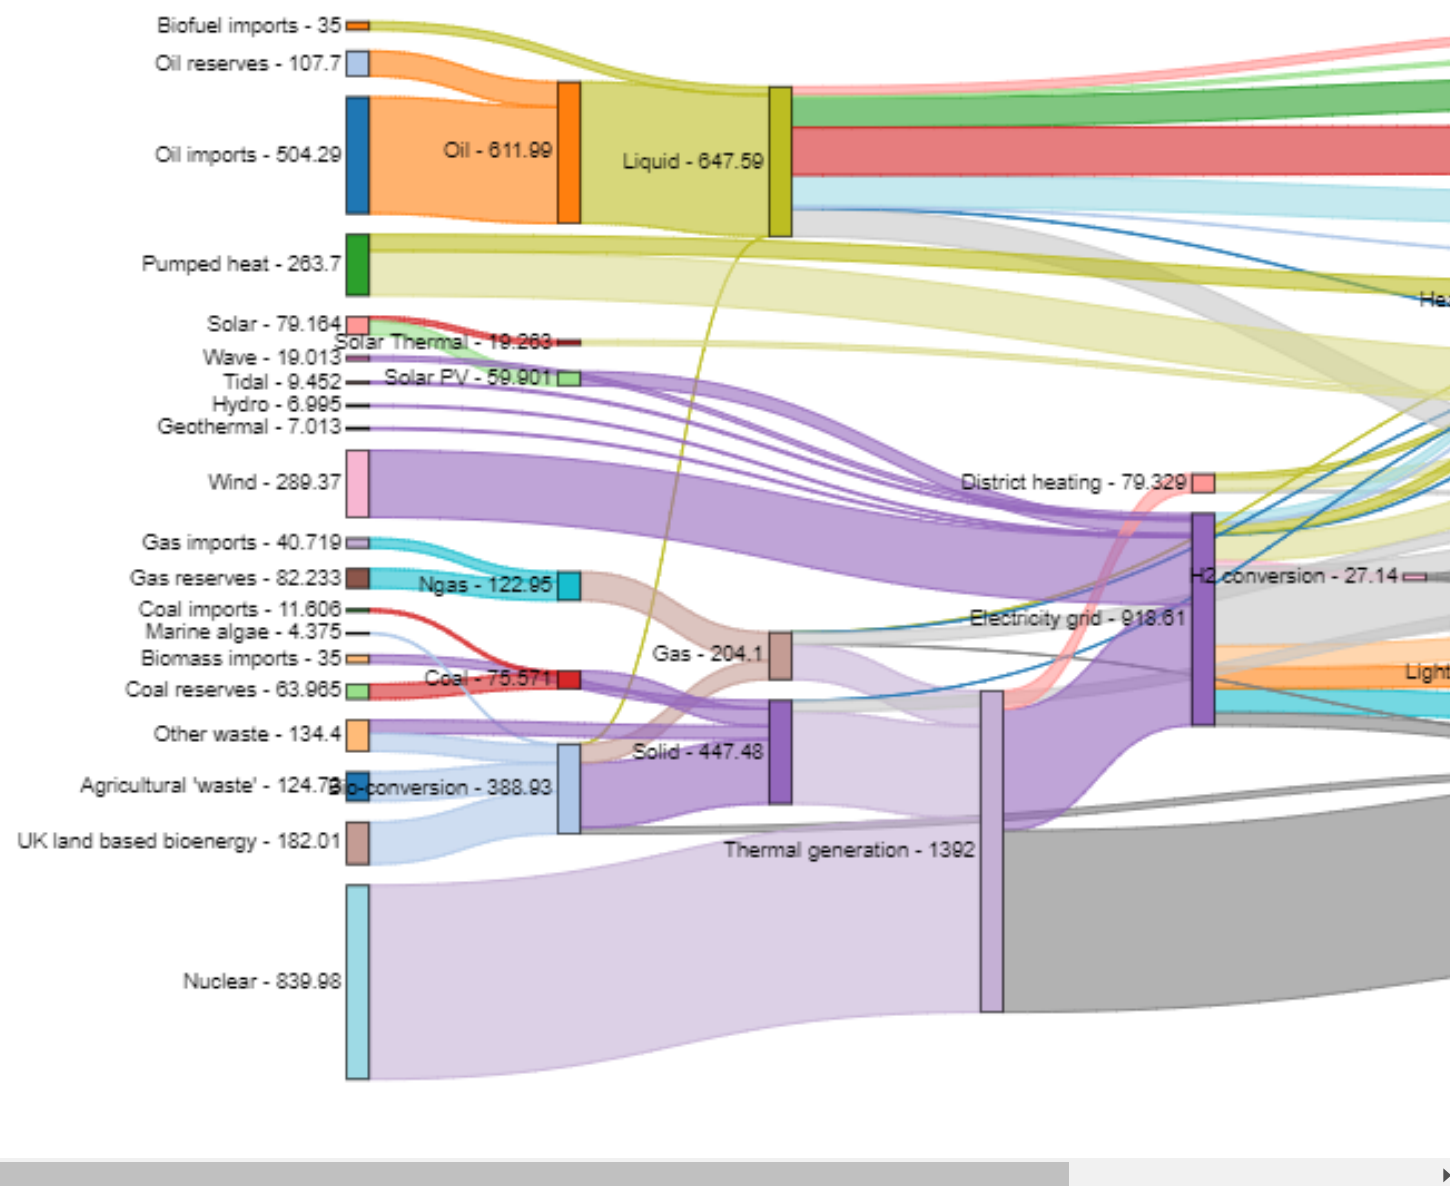 Biofuel imports - 35
Oil reserves - 107.7
Oil imports - 504.29
Oil - 611.99
Liquid - 647.59
Pumped heat - 263.7
Solar - 79.164
Solar Thermal - 19.263
Wave - 19.013
Solar PV - 59.901
Tidal - 9.452
Hydro - 6.995
Geothermal - 7.013
Wind - 289.37
District heating - 79.329
Gas imports - 40.719
Gas reserves - 82.233
Ngas - 122.95
H2 conversion - 27.14
Coal imports - 11.606
Electricity grid - 918.61
Marine algae - 4.375
Biomass imports - 35
Gas - 204.1
Coal - 75.571
Coal reserves - 63.965
Light
Other waste - 134.4
Solid - 447.48
Agricultural 'waste' - 124.73
Bio-conversion - 388.93
UK land based bioenergy - 182.01
Thermal generation - 1392
Nuclear - 839.98